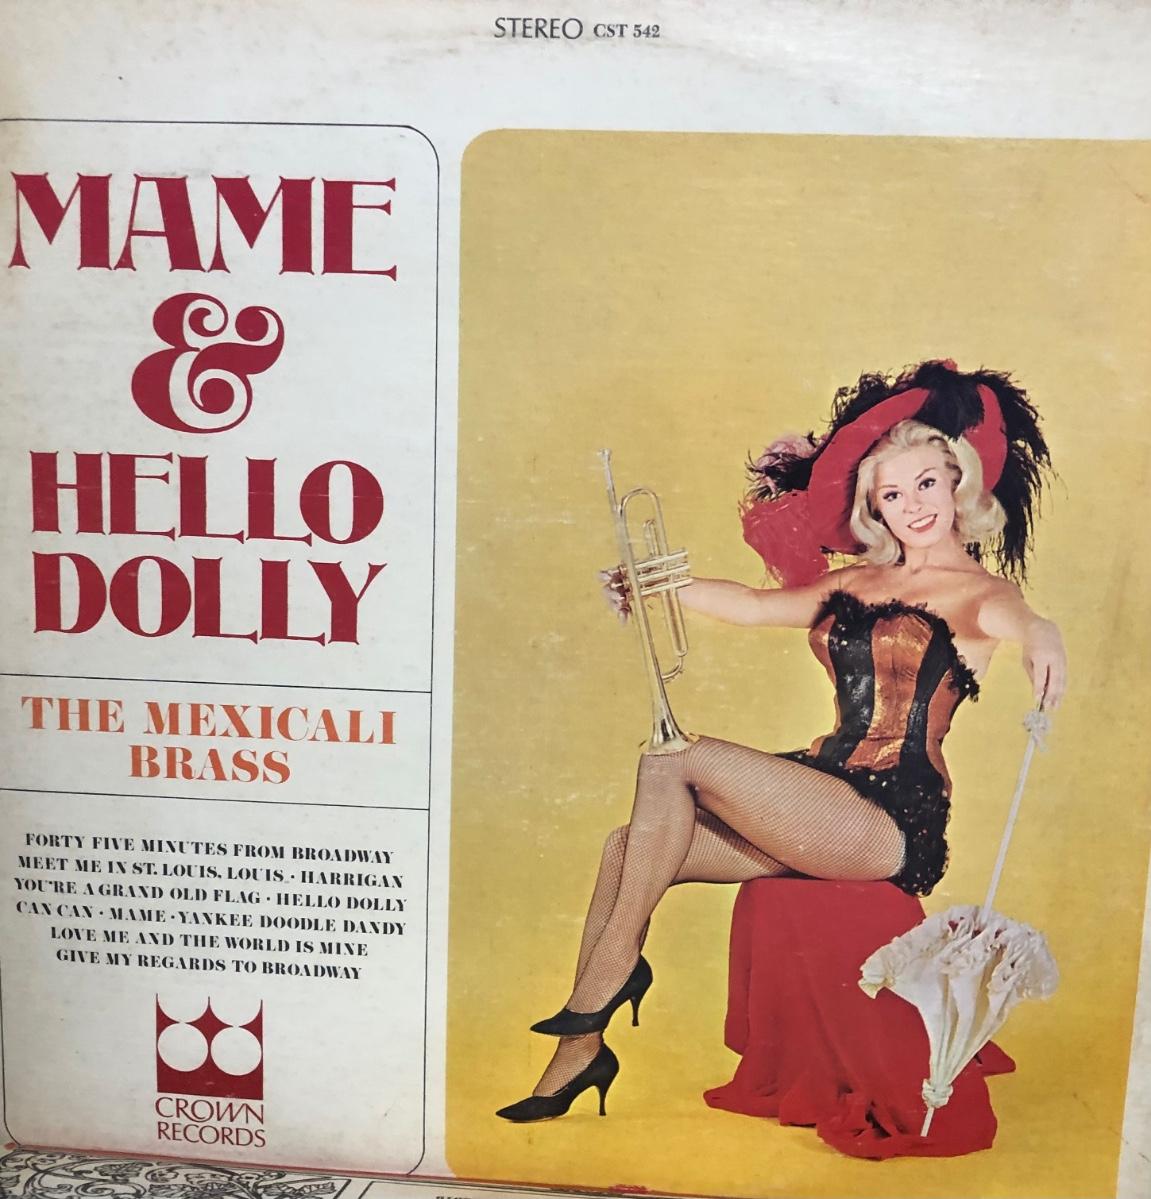 STEREO CST 542
MAME
&
HELLO
DOLLY
THE MEXICALI
BRASS
FORTY FIVE MINUTES FROM BROADWAY
MEET ME IN ST. LOUIS, LOUIS · HARRIGAN
YOU'RE A GRAND OLD FLAG · HELLO DOLLY
CAN CAN · MAME · YANKEE DOODLE DANDY
LOVE ME AND THE WORLD IS MINE
GIVE MY REGARDS TO BROADWAY
CROWN
RECORDS